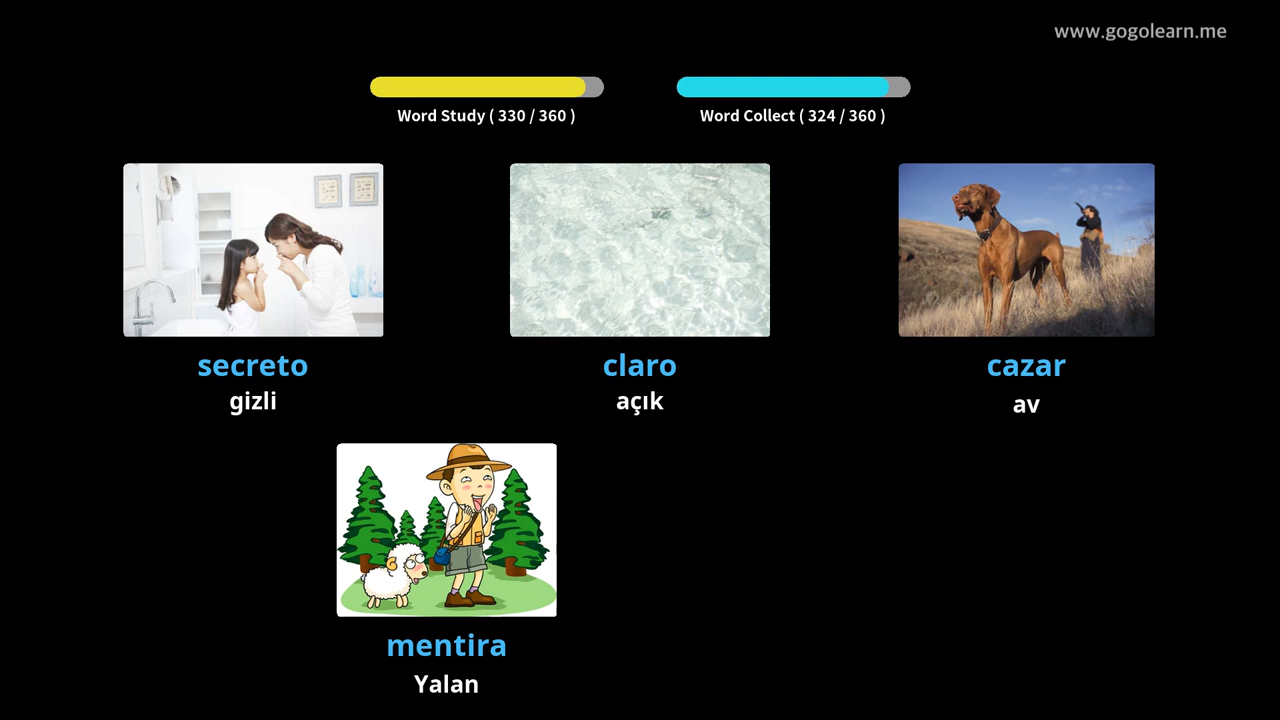 www.gogolearn.me
Word Study ( 330 / 360 )
Word Collect ( 324 / 360 )
secreto
gizli
claro
açık
cazar
av
mentira
Yalan